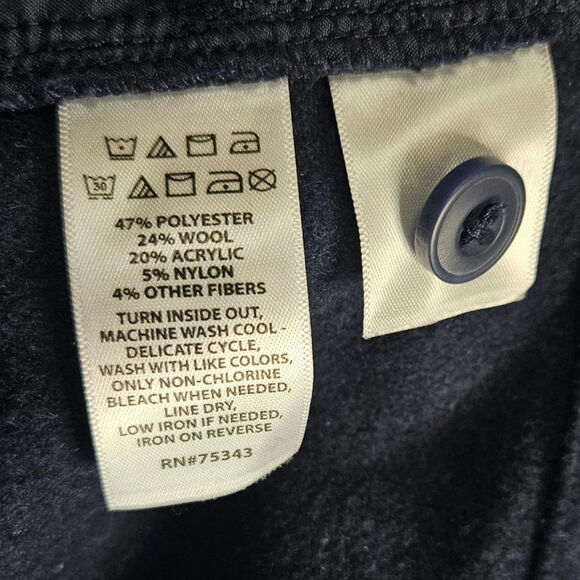 30
47% POLYESTER
24% WOOL
20% ACRYLIC
5% NYLON
4% OTHER FIBERS
TURN INSIDE OUT,
MACHINE WASH COOL -
DELICATE CYCLE,
WASH WITH LIKE COLORS,
ONLY NON-CHLORINE
BLEACH WHEN NEEDED,
LINE DRY,
LOW IRON IF NEEDED,
IRON ON REVERSE
RN#75343